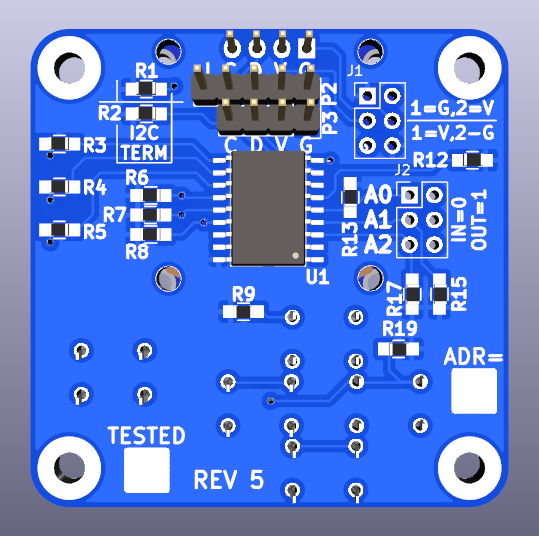 J1
R1
I C D V G
P2
R2
I2C
TERM
1=G,2=V
1=V,2-G
P3
C D V G
R3
R12
J2
R4
R6
A0
R7
A1
IN=0
OUT=1
R5
R8
R13
A2
U1
R9
R17
R15
R19
ADR=
TESTED
REV 5